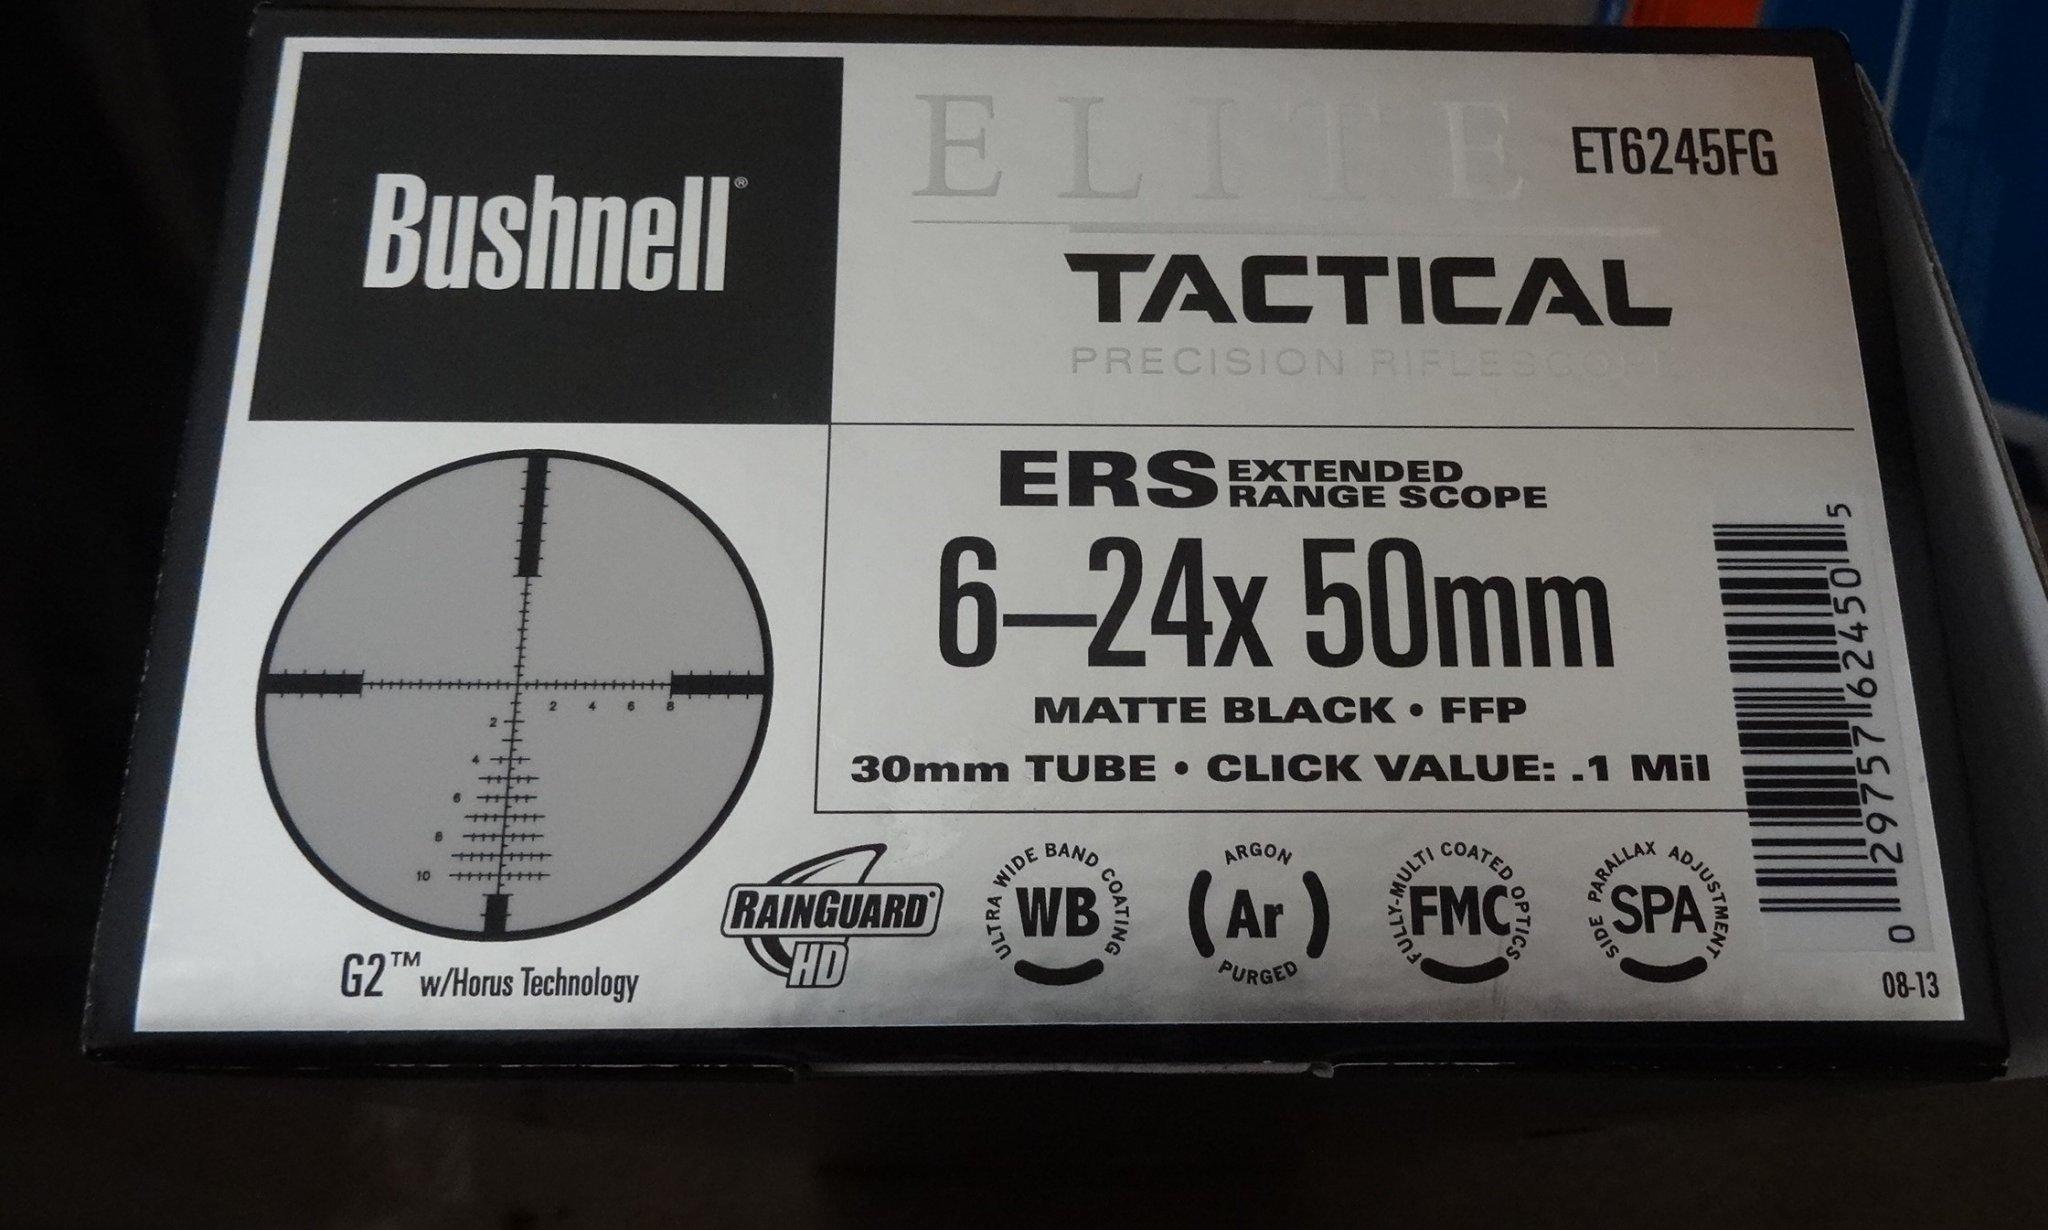 Bushnell®
ELITE
ET6245FG
TACTICAL
PRECISION RIFLESCOPE
ERS EXTENDED
RANGE SCOPE
6–24x 50mm
MATTE BLACK • FFP
30mm TUBE • CLICK VALUE: .1 Mil
2 4 6 8
2
4
6
8
10
G2™ w/Horus Technology
RAINGUARD®
HD
ULTRA WIDE BAND COATING
WB
ARGON
(Ar)
PURGED
FULLY-MULTI COATED OPTICS
FMC
SIDE PARALLAX ADJUSTMENT
SPA
0 29757 62450 5
08-13